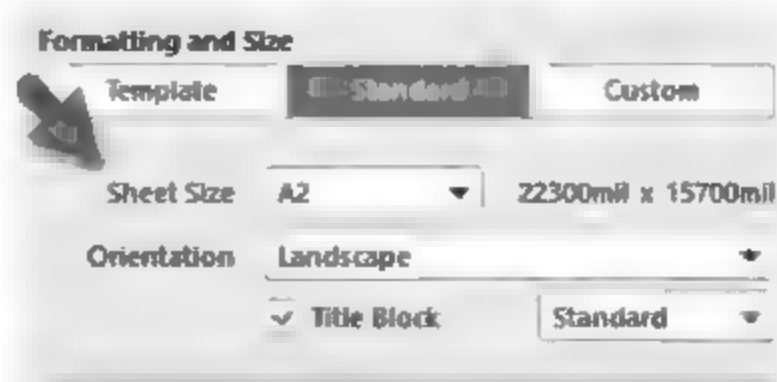 Formatting and Size
Template Standard Custom
Sheet Size A2 22300mil x 15700mil
Orientation Landscape
Title Block Standard